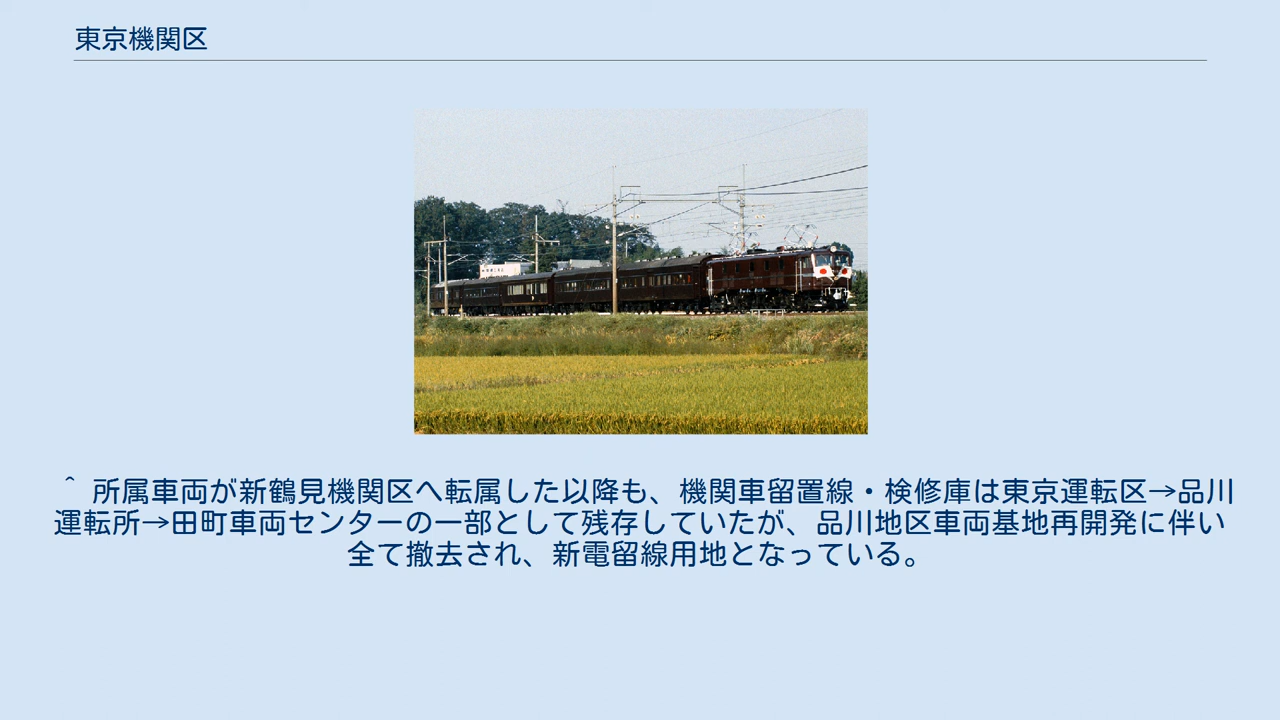 東京機関区
^ 所属車両が新鶴見機関区へ転属した以降も、機関車留置線・検修庫は東京運転区→品川
運転所→田町車両センターの一部として残存していたが、品川地区車両基地再開発に伴い
全て撤去され、新電留線用地となっている。